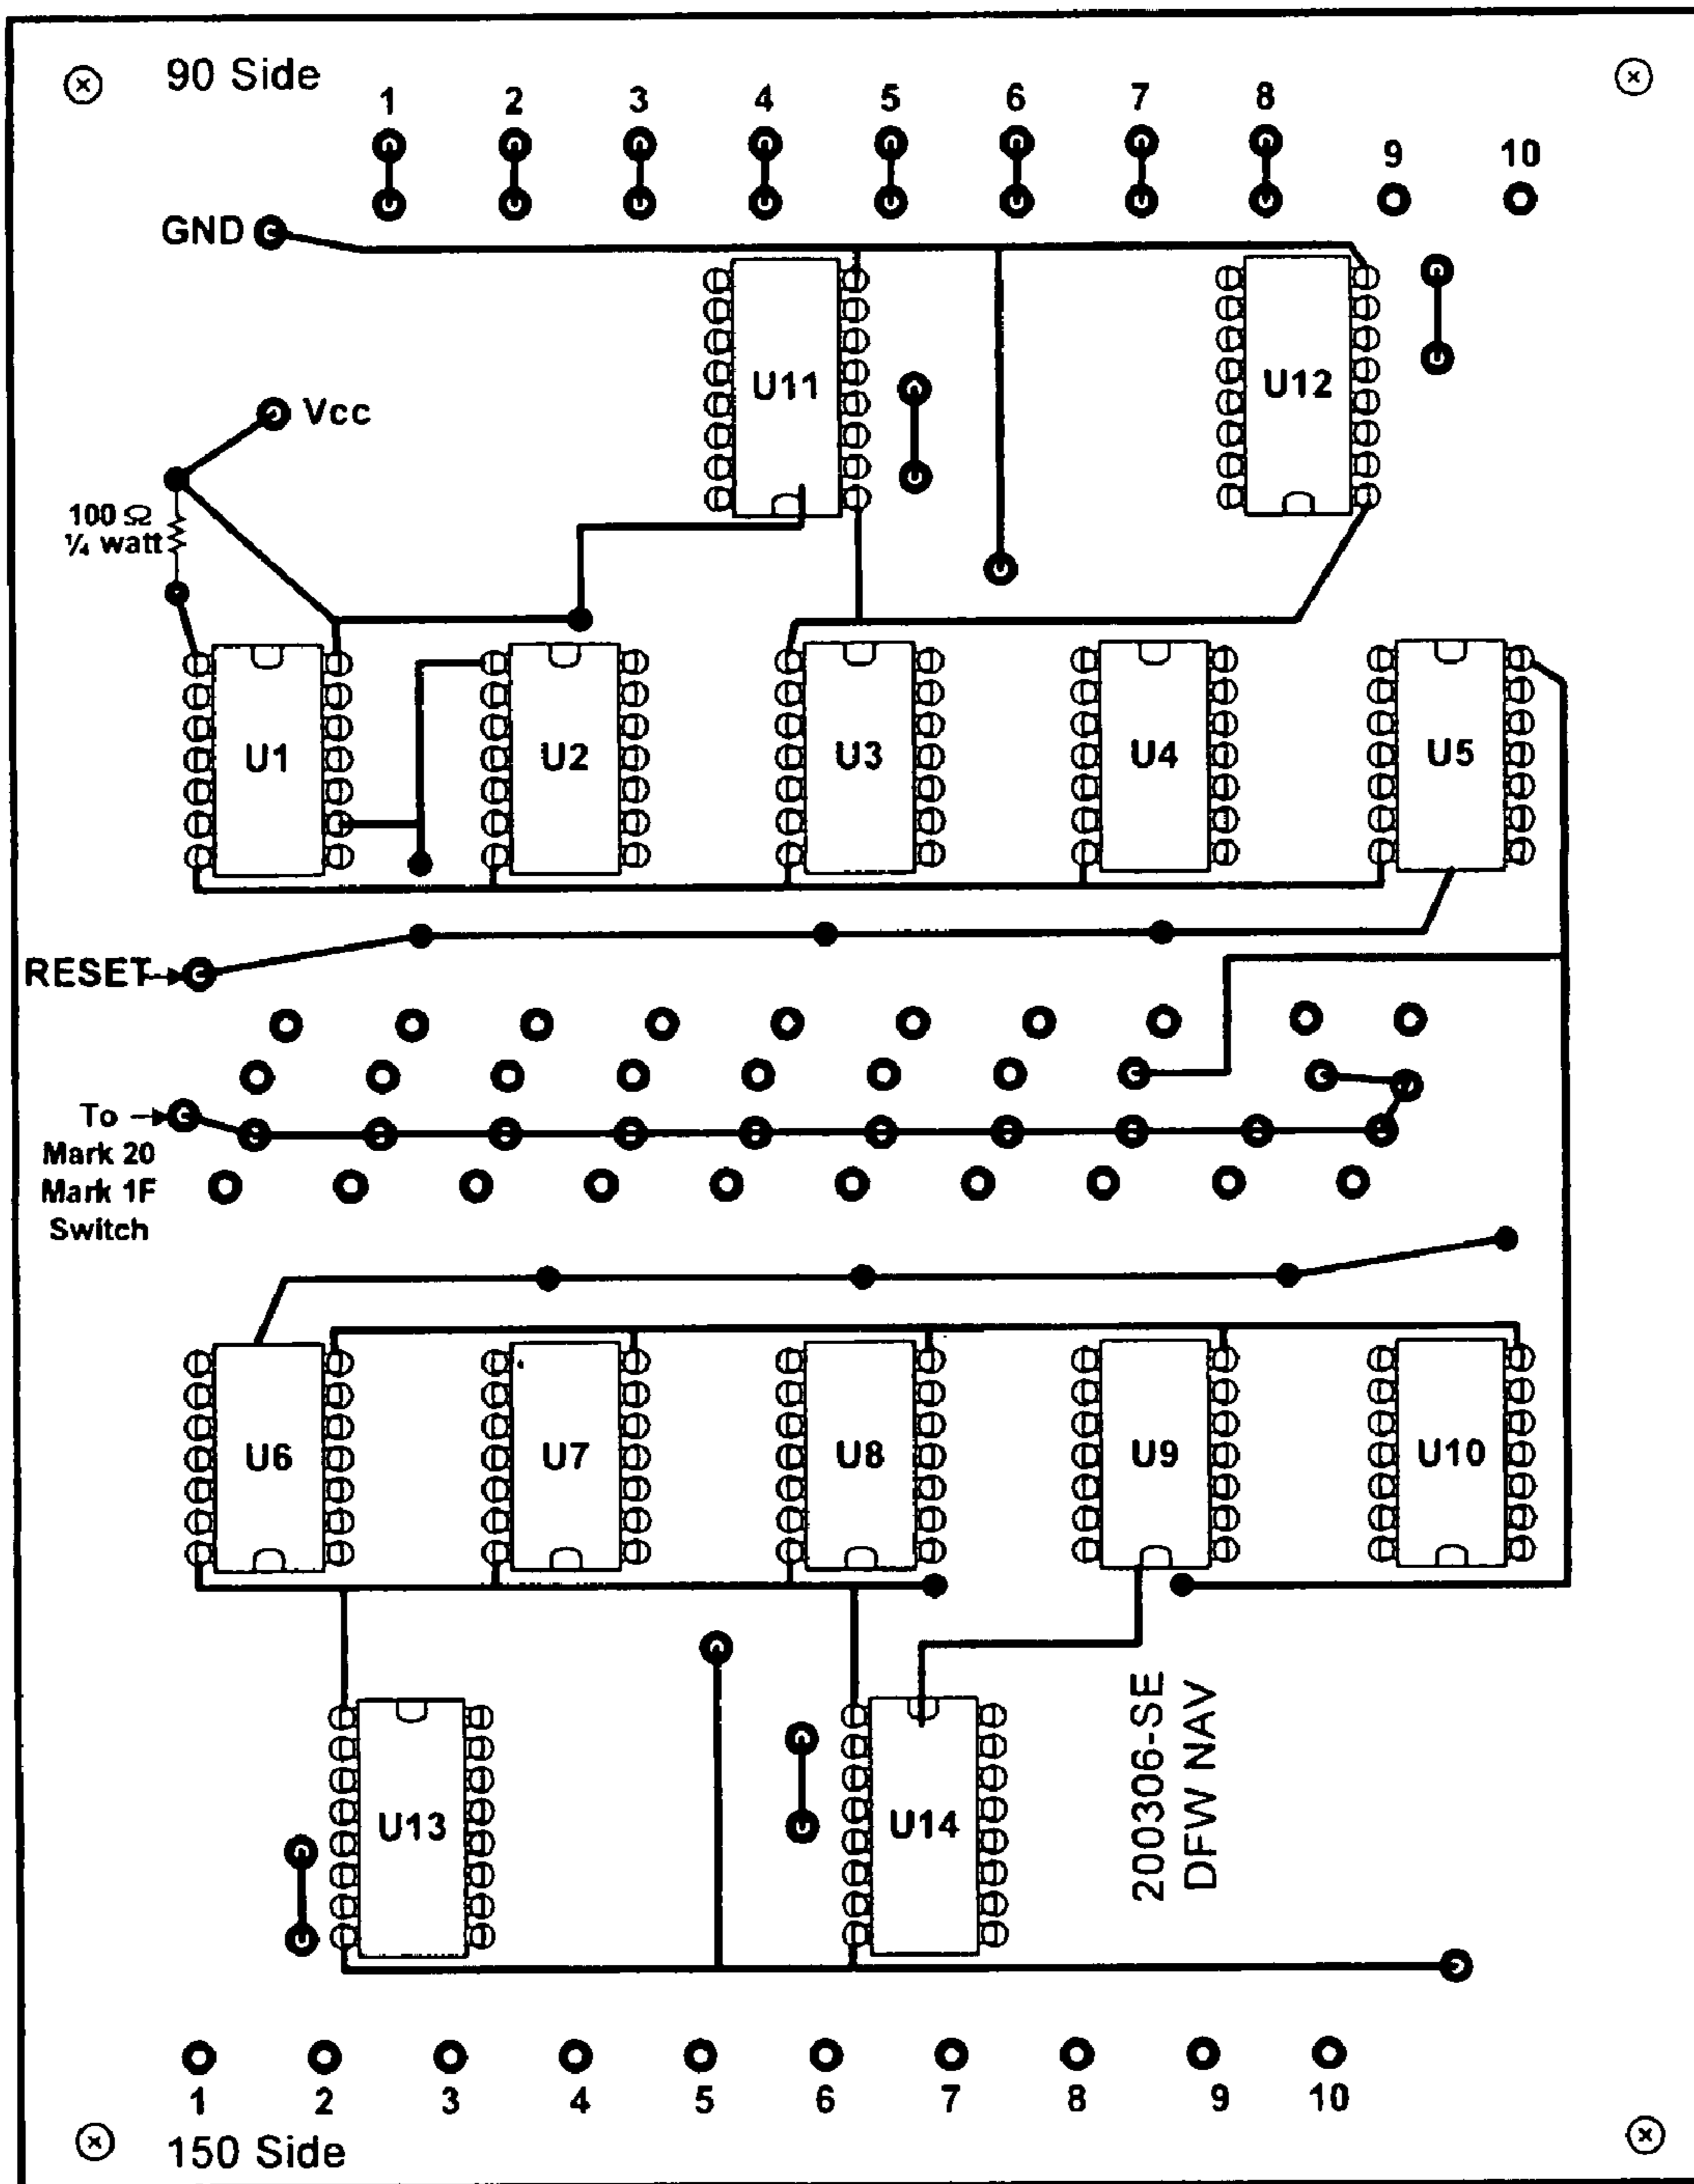 90 Side
1 2 3 4 5 6 7 8 9 10
GND
U11
U12
Vcc
100 Ω
¼ watt
U1 U2 U3 U4 U5
RESET
To
Mark 20
Mark 1F
Switch
U6 U7 U8 U9 U10
200306-SE
DFW NAV
U13
U14
1 2 3 4 5 6 7 8 9 10
150 Side